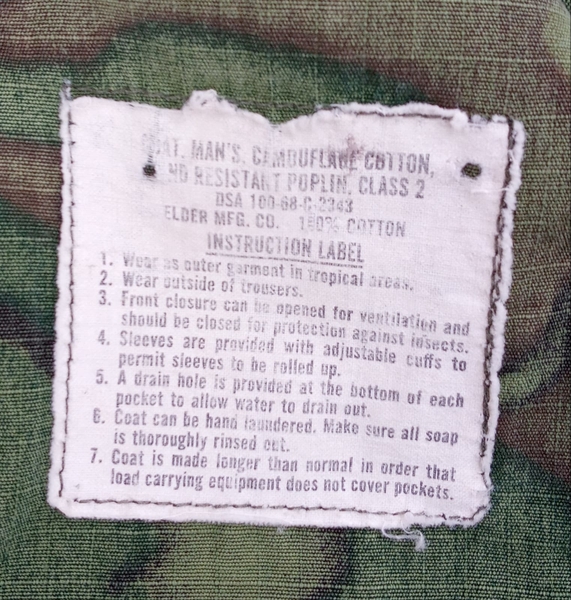 AT, MAN'S, CAMOUFLAGE COTTON,
ND RESISTANT POPLIN, CLASS 2
DSA 100-68-C-2343
ELDER MFG. CO. 100% COTTON
INSTRUCTION LABEL
1. Wear as outer garment in tropical areas.
2. Wear outside of trousers.
3. Front closure can be opened for ventilation and
should be closed for protection against insects.
4. Sleeves are provided with adjustable cuffs to
permit sleeves to be rolled up.
5. A drain hole is provided at the bottom of each
pocket to allow water to drain out.
6. Coat can be hand laundered. Make sure all soap
is thoroughly rinsed out.
7. Coat is made longer than normal in order that
load carrying equipment does not cover pockets.